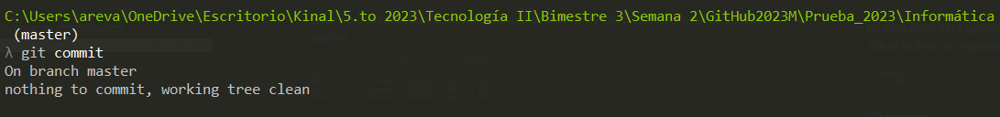 C:\Users\areva\OneDrive\Escritorio\Kinal\5.to 2023\Tecnología II\Bimestre 3\Semana 2\GitHub2023M\Prueba_2023\Informática
(master)
λ git commit
On branch master
nothing to commit, working tree clean